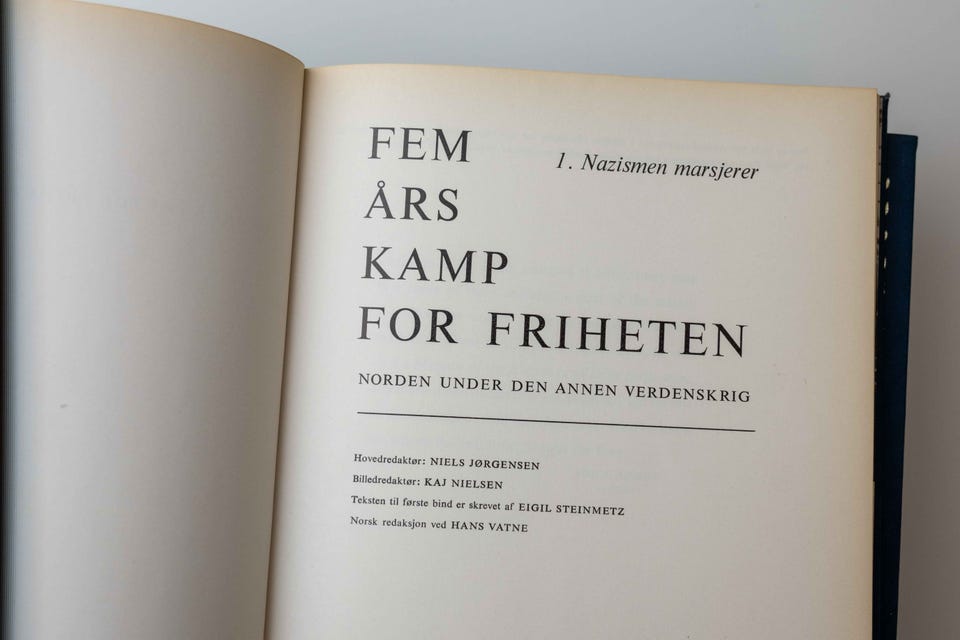 FEM
ÅRS
KAMP
FOR FRIHETEN
1. Nazismen marsjerer
NORDEN UNDER DEN ANNEN VERDENSKRIG
Hovedredaktør: NIELS JØRGENSEN
Billedredaktør: KAJ NIELSEN
Teksten til første bind er skrevet af EIGIL STEINMETZ
Norsk redaksjon ved HANS VATNE